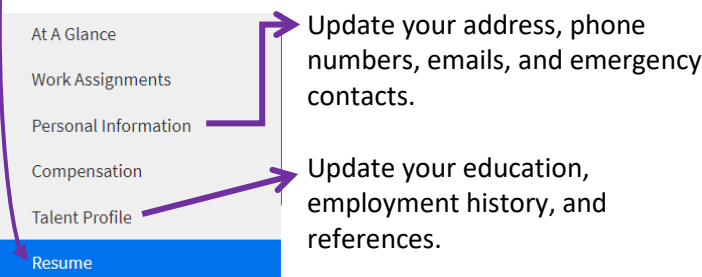 At A Glance
Work Assignments
Personal Information
Compensation
Talent Profile
Resume
Update your address, phone
numbers, emails, and emergency
contacts.
Update your education,
employment history, and
references.